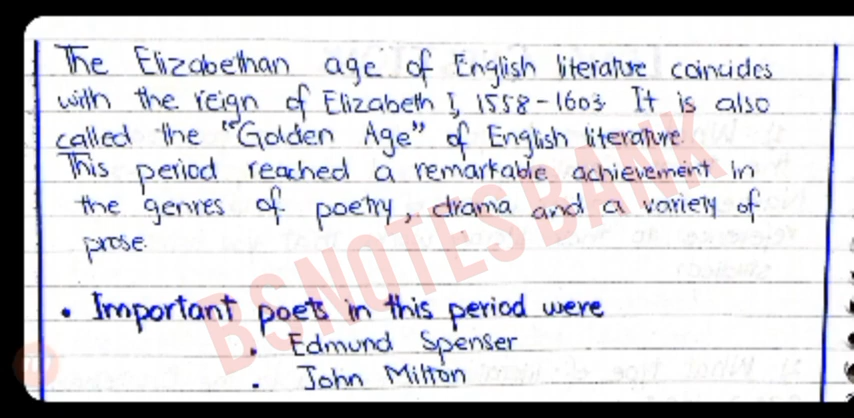 The Elizabethan age of English literature coincides
with the reign of Elizabeth I, 1558-1603. It is also
called the "Golden Age" of English literature.
This period reached a remarkable achievement in
the genres of poetry, drama and a variety of
prose.
BSNOTES BANK
• Important poets in this period were
• Edmund Spenser
• John Milton